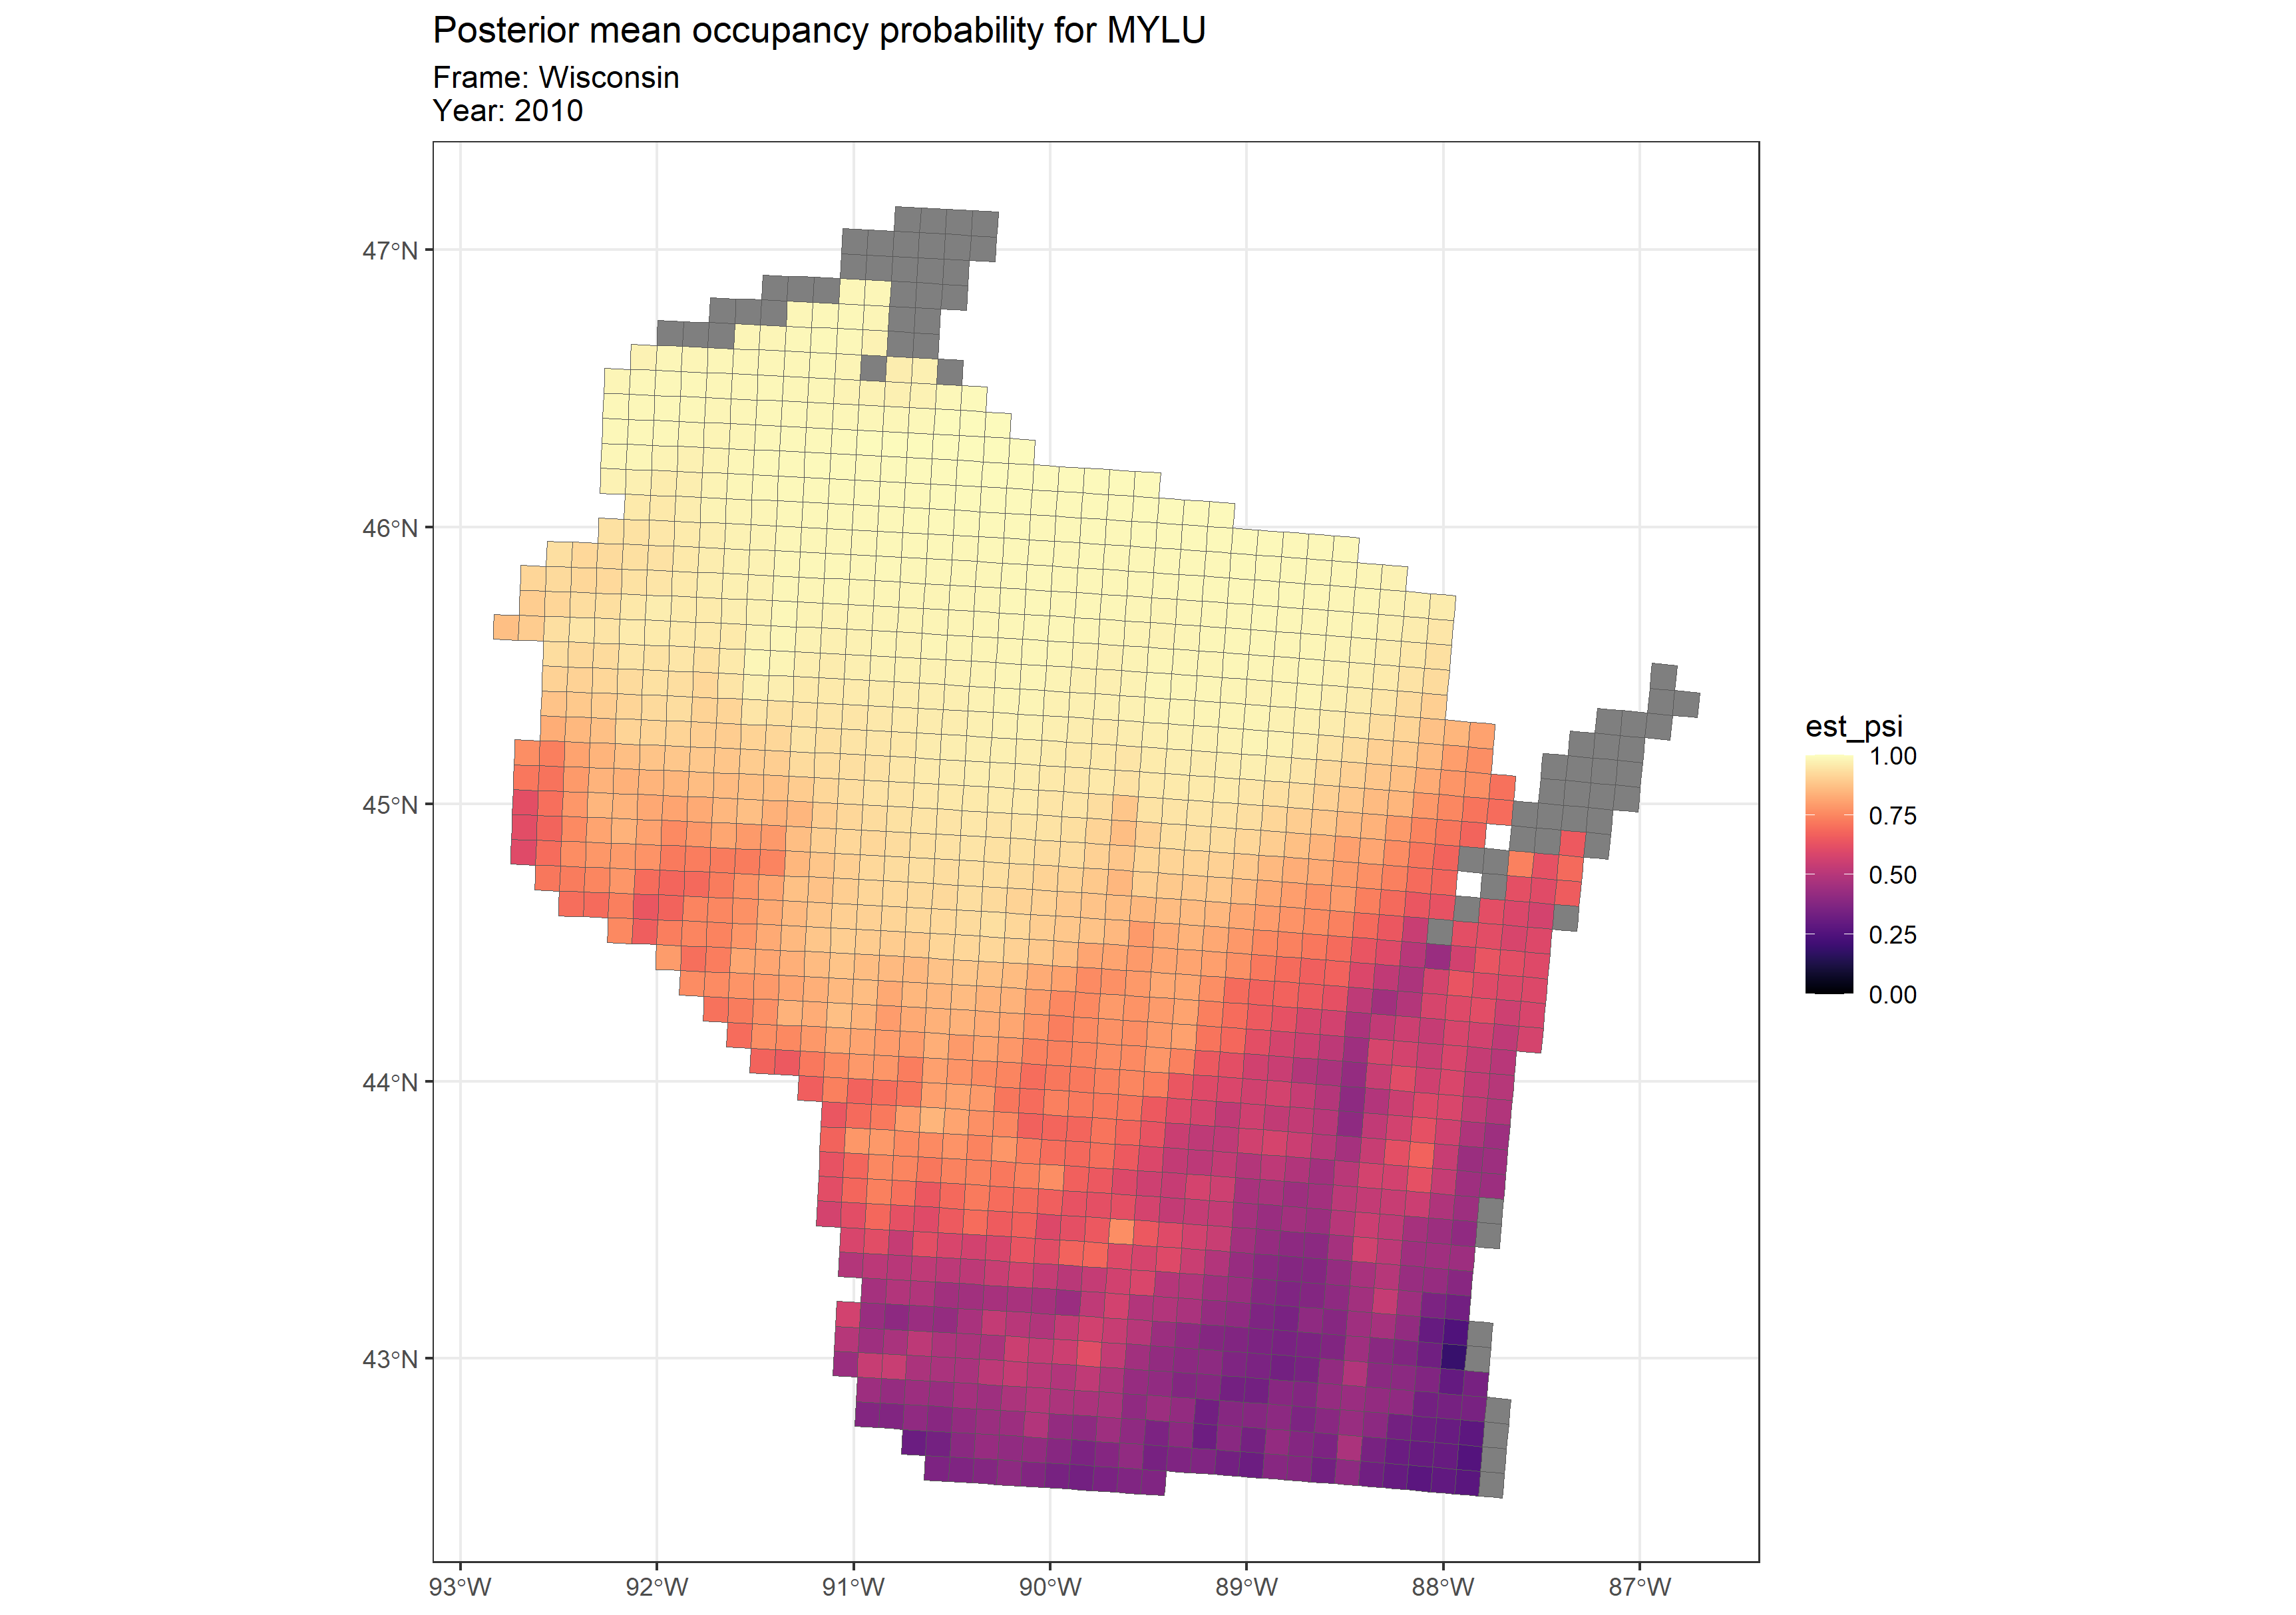 Posterior mean occupancy probability for MYLU
Frame: Wisconsin
Year: 2010
47°N
46°N
45°N
44°N
43°N
93°W 92°W 91°W 90°W 89°W 88°W 87°W
est_psi
1.00
0.75
0.50
0.25
0.00